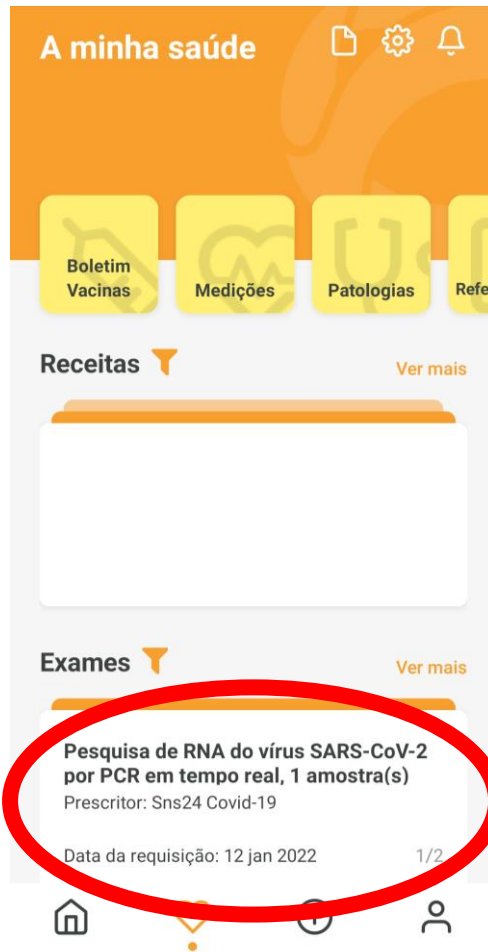 A minha saúde
Boletim
Vacinas
Medições
Patologias
Refe
Receitas
Ver mais
Exames
Ver mais
Pesquisa de RNA do vírus SARS-CoV-2
por PCR em tempo real, 1 amostra(s)
Prescritor: Sns24 Covid-19
Data da requisição: 12 jan 2022
1/2